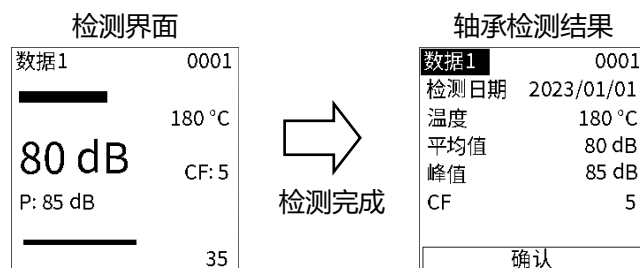 检测界面
数据1 0001
180 °C
80 dB
CF: 5
P: 85 dB
35
检测完成
轴承检测结果
数据1 0001
检测日期 2023/01/01
温度 180 °C
平均值 80 dB
峰值 85 dB
CF 5
确认